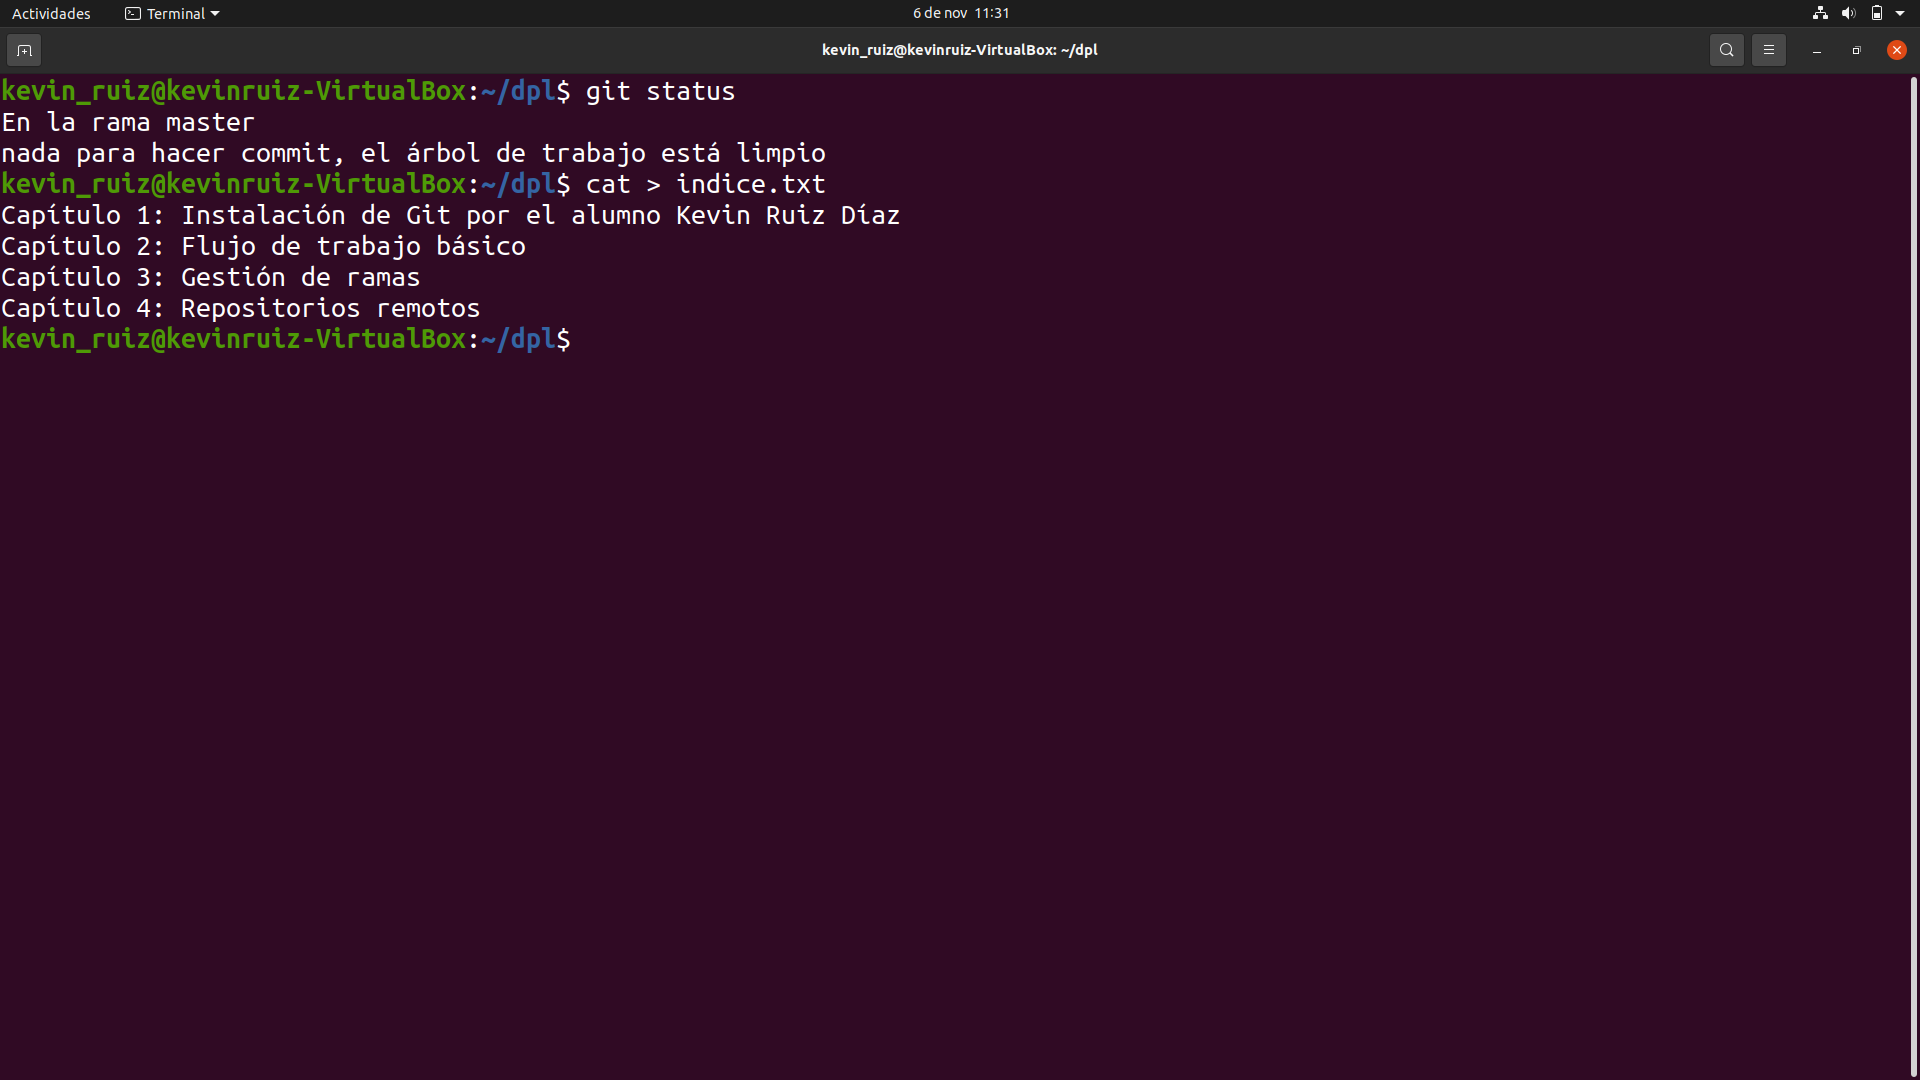 Actividades Terminal 6 de nov 11:31
kevin_ruiz@kevinruiz-VirtualBox: ~/dpl
kevin_ruiz@kevinruiz-VirtualBox:~/dpl$ git status
En la rama master
nada para hacer commit, el árbol de trabajo está limpio
kevin_ruiz@kevinruiz-VirtualBox:~/dpl$ cat > indice.txt
Capítulo 1: Instalación de Git por el alumno Kevin Ruiz Díaz
Capítulo 2: Flujo de trabajo básico
Capítulo 3: Gestión de ramas
Capítulo 4: Repositorios remotos
kevin_ruiz@kevinruiz-VirtualBox:~/dpl$